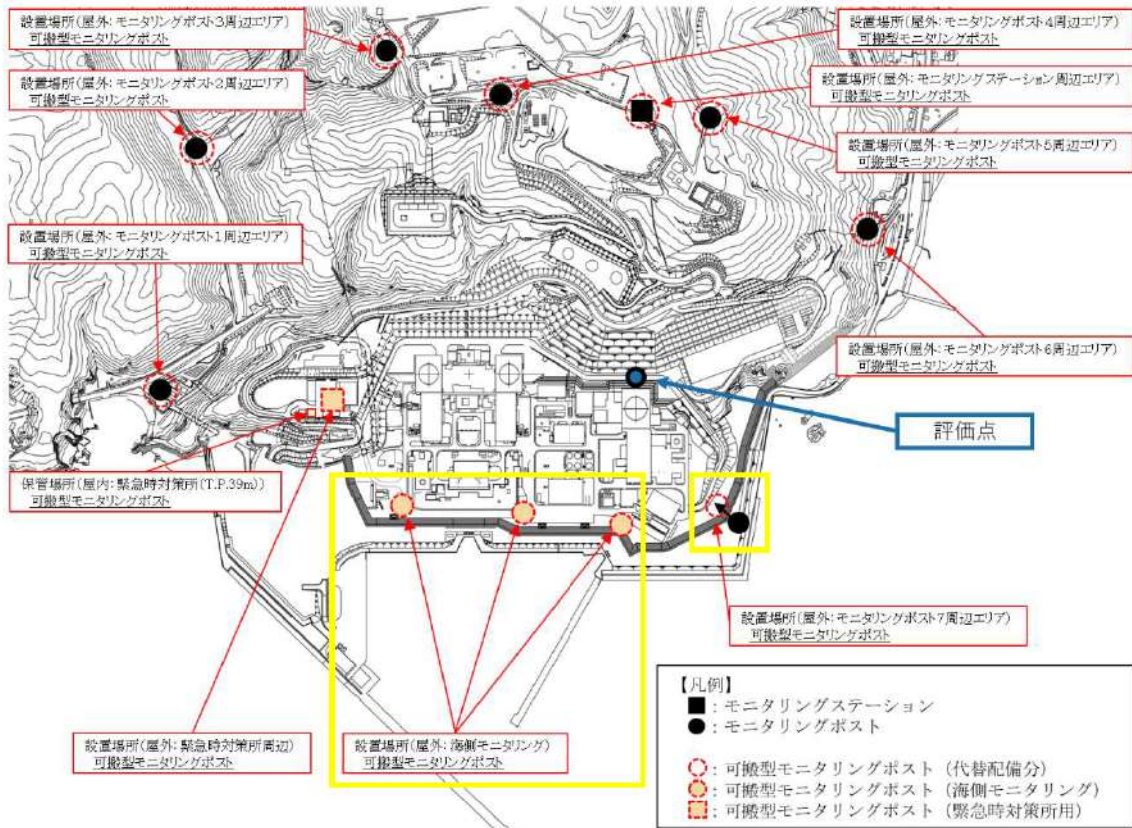 設置場所(屋外:モニタリングポスト3周辺エリア)
可搬型モニタリングポスト
設置場所(屋外:モニタリングポスト4周辺エリア)
可搬型モニタリングポスト
設置場所(屋外:モニタリングポスト2周辺エリア)
可搬型モニタリングポスト
設置場所(屋外:モニタリングステーション周辺エリア)
可搬型モニタリングポスト
設置場所(屋外:モニタリングポスト5周辺エリア)
可搬型モニタリングポスト
設置場所(屋外:モニタリングポスト1周辺エリア)
可搬型モニタリングポスト
設置場所(屋外:モニタリングポスト6周辺エリア)
可搬型モニタリングポスト
評価点
保管場所(屋内:緊急時対策所(T.P.39m))
可搬型モニタリングポスト
設置場所(屋外:モニタリングポスト7周辺エリア)
可搬型モニタリングポスト
設置場所(屋外:緊急時対策所周辺)
可搬型モニタリングポスト
設置場所(屋外:海側モニタリング)
可搬型モニタリングポスト
【凡例】
■:モニタリングステーション
●:モニタリングポスト
:可搬型モニタリングポスト(代替配備分)
:可搬型モニタリングポスト(海側モニタリング)
:可搬型モニタリングポスト(緊急時対策所用)